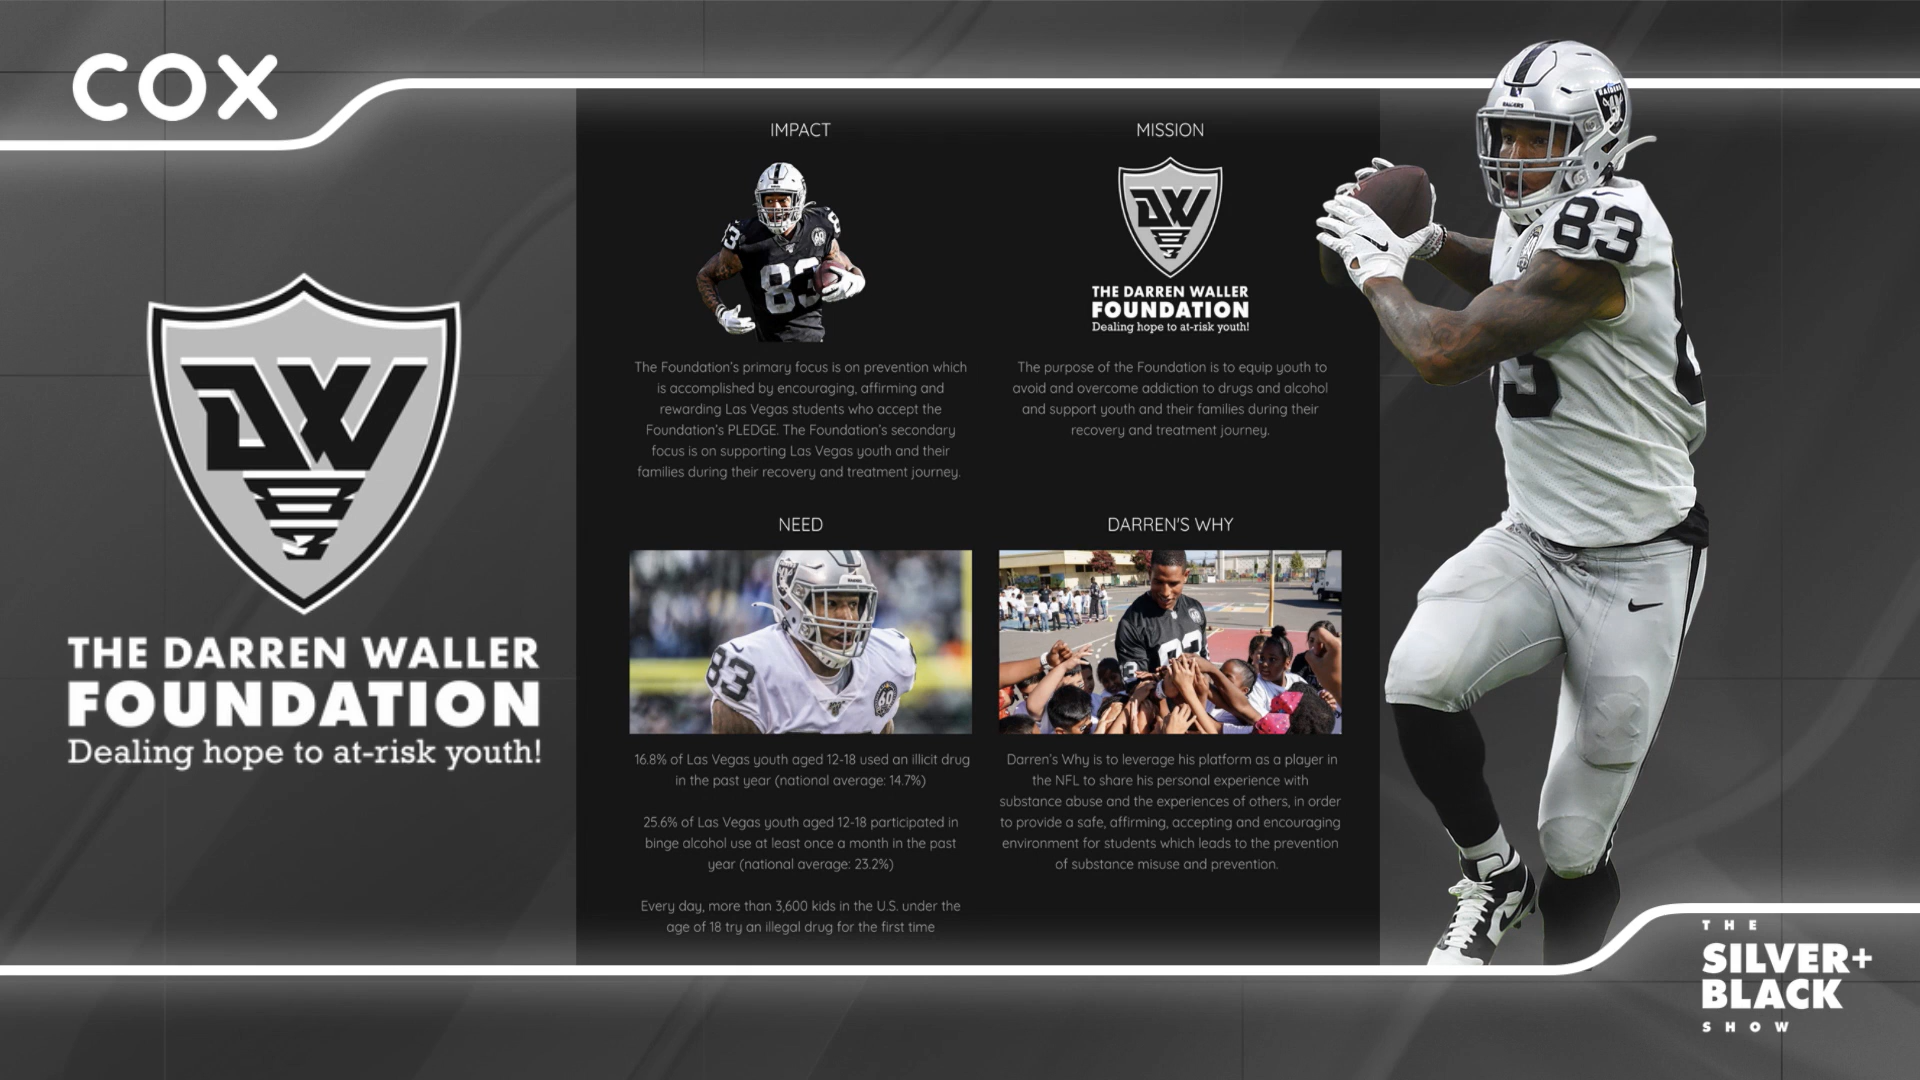 COX
DW
THE DARREN WALLER
FOUNDATION
Dealing hope to at-risk youth!
IMPACT
83
83
The Foundation's primary focus is on prevention which
is accomplished by encouraging, affirming and
rewarding Las Vegas students who accept the
Foundation's PLEDGE. The Foundation's secondary
focus is on supporting Las Vegas youth and their
families during their recovery and treatment journey.
MISSION
DW
THE DARREN WALLER
FOUNDATION
Dealing hope to at-risk youth!
The purpose of the Foundation is to equip youth to
avoid and overcome addiction to drugs and alcohol
and support youth and their families during their
recovery and treatment journey.
NEED
RAIDERS
83
60
16.8% of Las Vegas youth aged 12-18 used an illicit drug
in the past year (national average: 14.7%)
25.6% of Las Vegas youth aged 12-18 participated in
binge alcohol use at least once a month in the past
year (national average: 23.2%)
Every day, more than 3,600 kids in the U.S. under the
age of 18 try an illegal drug for the first time
DARREN'S WHY
83
Darren's Why is to leverage his platform as a player in
the NFL to share his personal experience with
substance abuse and the experiences of others, in order
to provide a safe, affirming, accepting and encouraging
environment for students which leads to the prevention
of substance misuse and prevention.
RAIDERS
RAIDERS
83
THE
SILVER+
BLACK
SHOW